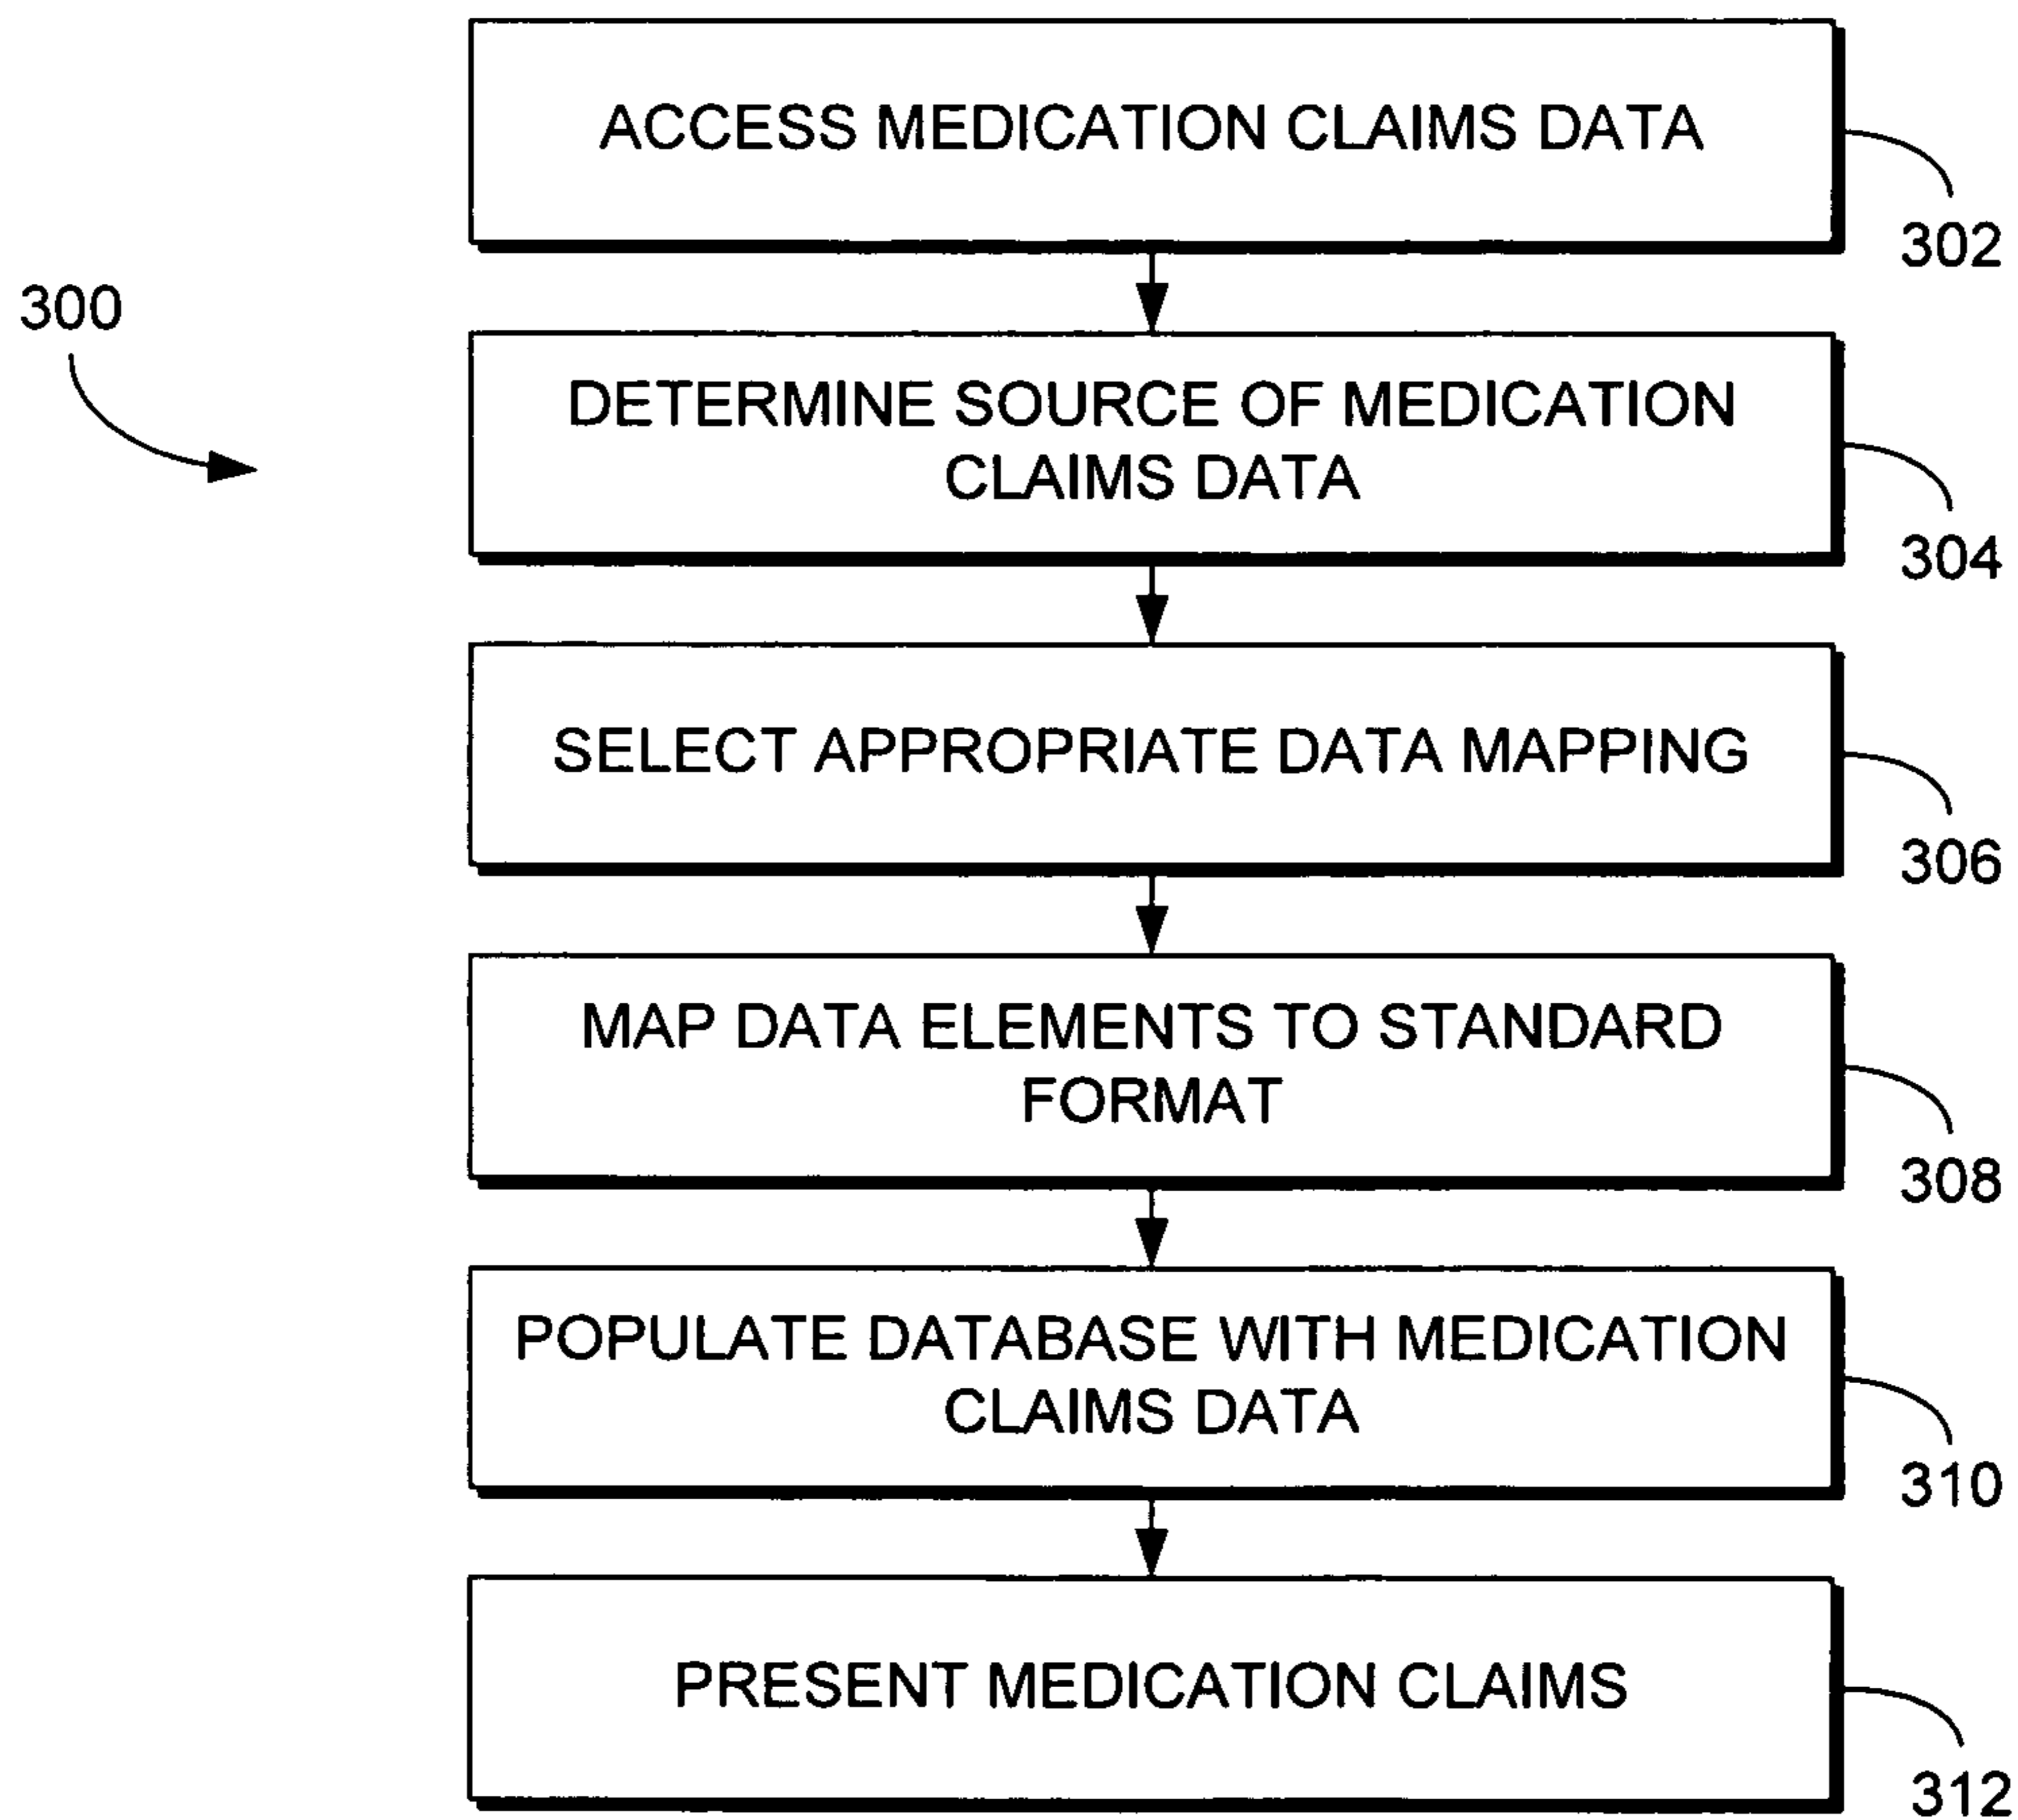 ACCESS MEDICATION CLAIMS DATA
302
300
DETERMINE SOURCE OF MEDICATION
CLAIMS DATA
304
SELECT APPROPRIATE DATA MAPPING
306
MAP DATA ELEMENTS TO STANDARD
FORMAT
308
POPULATE DATABASE WITH MEDICATION
CLAIMS DATA
310
PRESENT MEDICATION CLAIMS
312